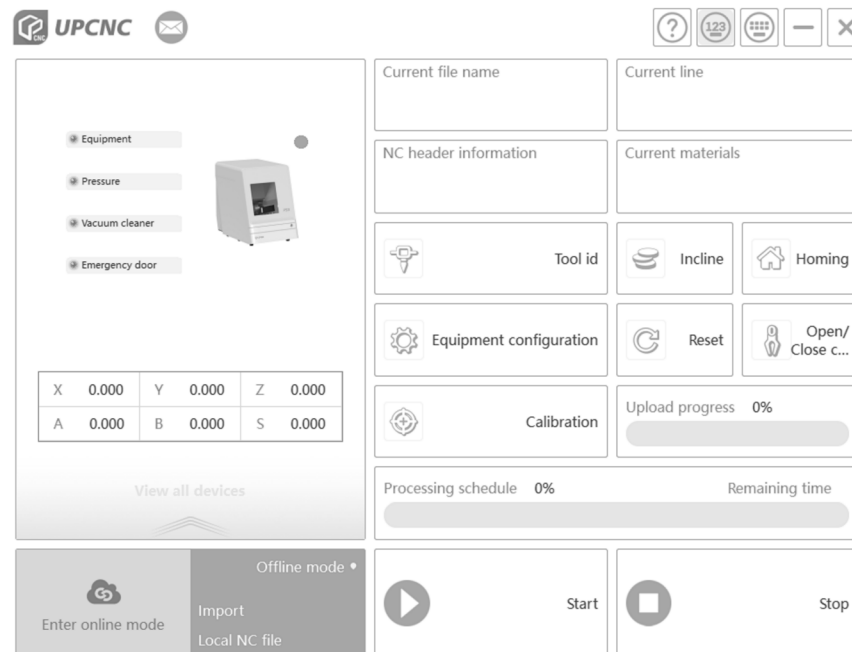 UPCNC
CNC
123
Equipment
Pressure
Vacuum cleaner
Emergency door
X 0.000 Y 0.000 Z 0.000
A 0.000 B 0.000 S 0.000
View all devices
Enter online mode
Offline mode
Import
Local NC file
Current file name
Current line
NC header information
Current materials
Tool id
Incline
Homing
Equipment configuration
Reset
Open/
Close c...
Calibration
Upload progress 0%
Processing schedule 0% Remaining time
Start
Stop